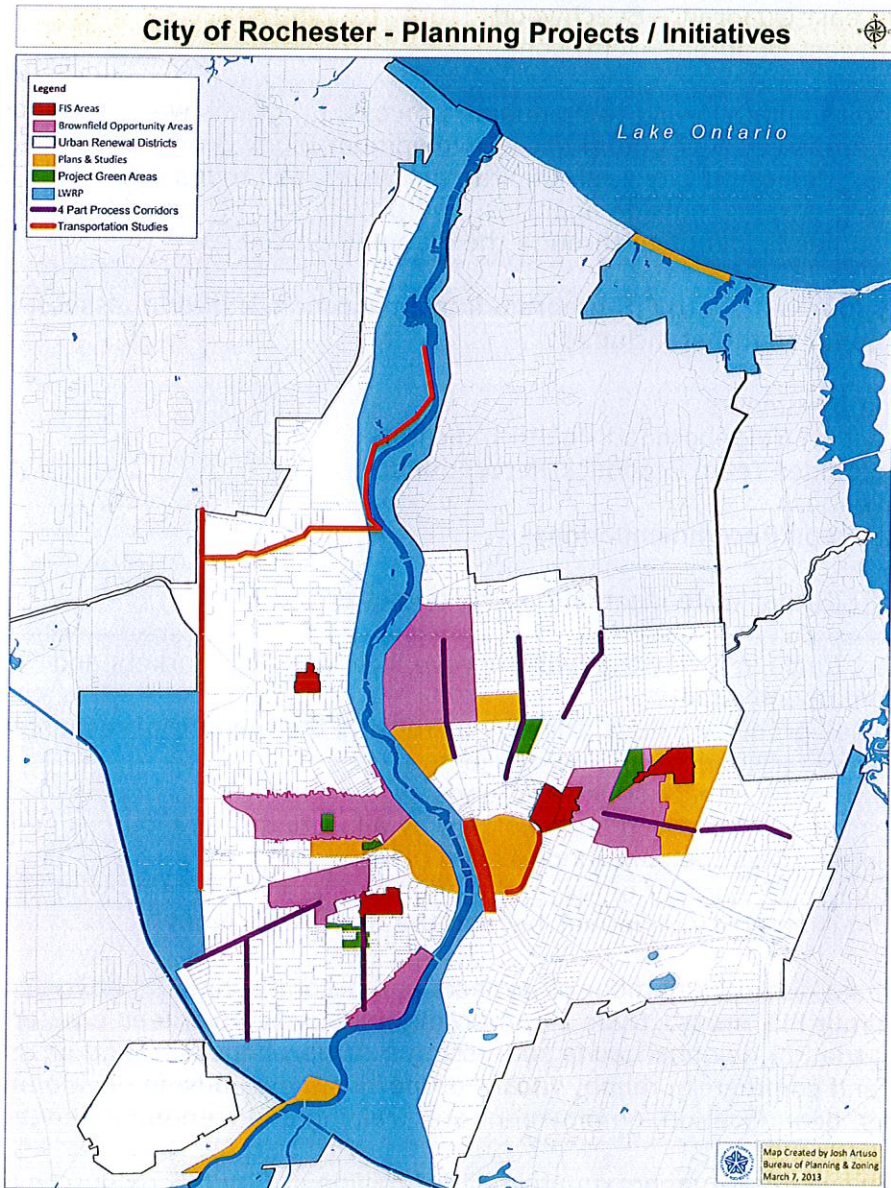 City of Rochester - Planning Projects / Initiatives
Lake Ontario
Legend
FIS Areas
Brownfield Opportunity Areas
Urban Renewal Districts
Plans & Studies
Project Green Areas
LWRP
4 Part Process Corridors
Transportation Studies
Map Created by Josh Artuso
Bureau of Planning & Zoning
March 7, 2013